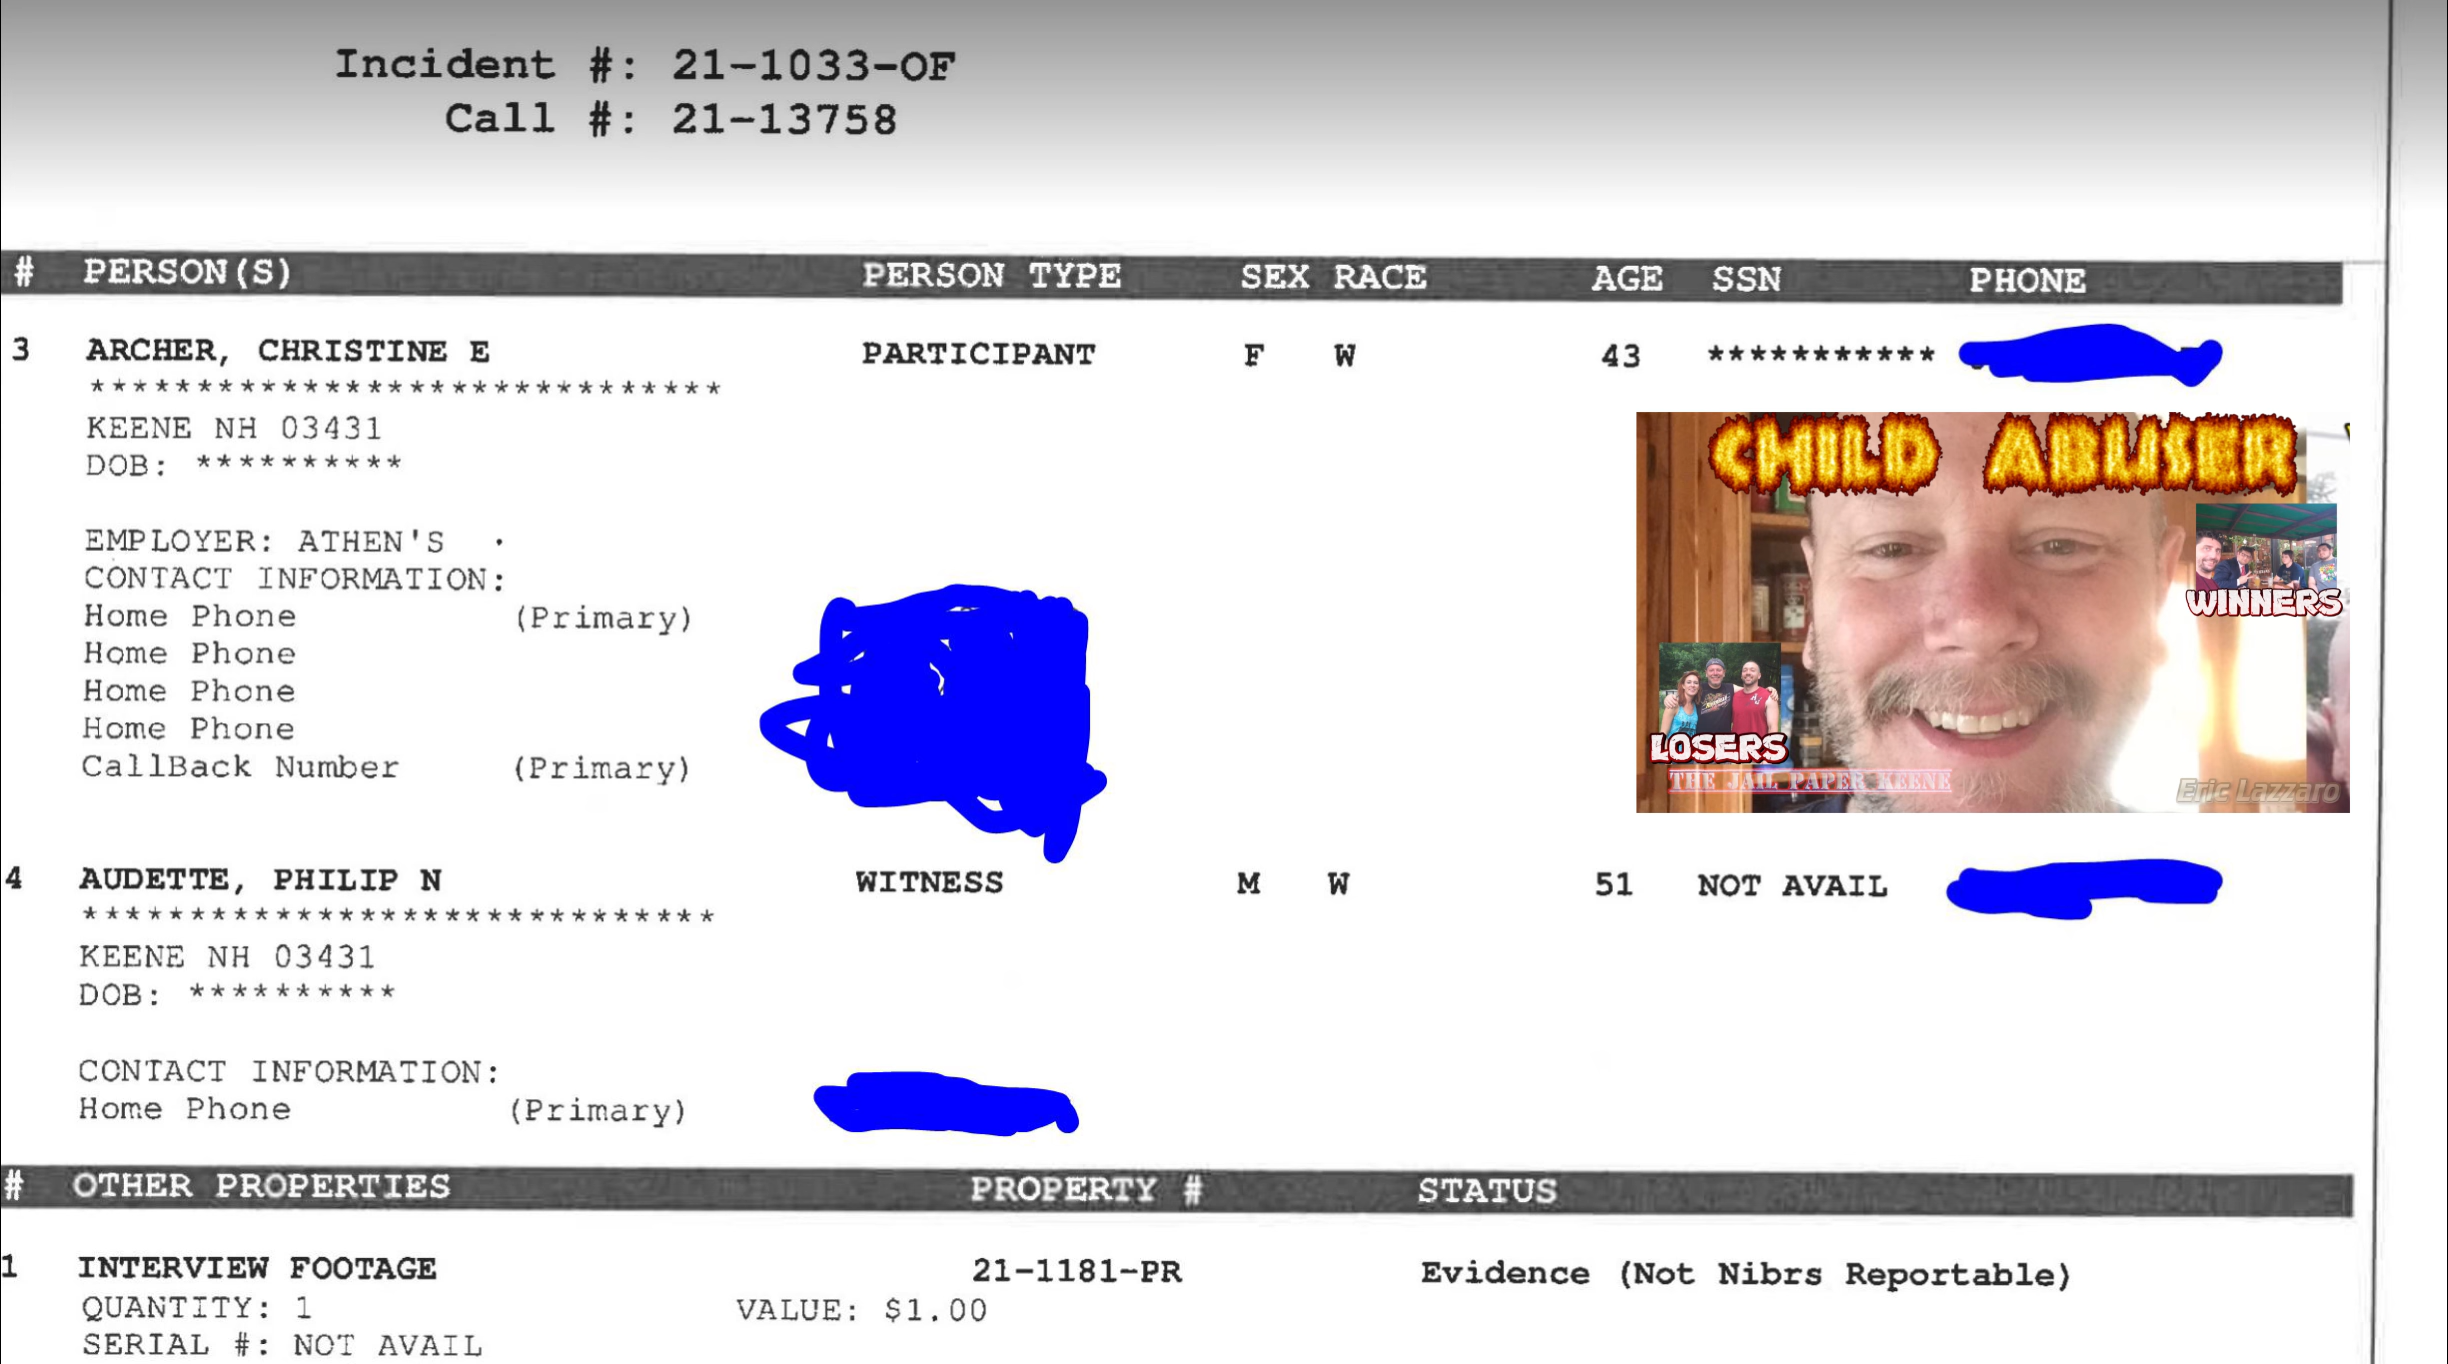 Incident #: 21-1033-OF
Call #: 21-13758
# PERSON(S) PERSON TYPE SEX RACE AGE SSN PHONE
3 ARCHER, CHRISTINE E PARTICIPANT F W 43 ***********
******************************
KEENE NH 03431
DOB: **********
EMPLOYER: ATHEN'S
CONTACT INFORMATION:
Home Phone (Primary)
Home Phone
Home Phone
Home Phone
CallBack Number (Primary)
CHILD ABUSER
WINNERS
LOSERS
THE JAIL PAPER KEENE
Eric Lazzaro
4 AUDETTE, PHILIP N WITNESS M W 51 NOT AVAIL
******************************
KEENE NH 03431
DOB: **********
CONTACT INFORMATION:
Home Phone (Primary)
# OTHER PROPERTIES PROPERTY # STATUS
1 INTERVIEW FOOTAGE 21-1181-PR Evidence (Not Nibrs Reportable)
QUANTITY: 1 VALUE: $1.00
SERIAL #: NOT AVAIL